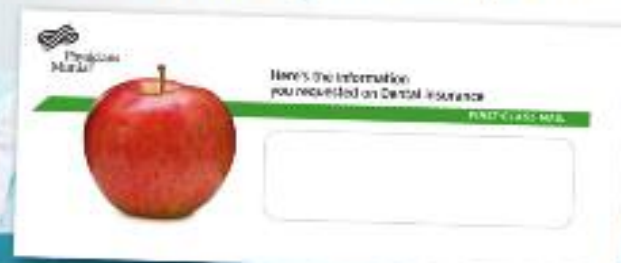 Physicians
Mutual
Here's the information
you requested on Dental Insurance
FIRST-CLASS MAIL